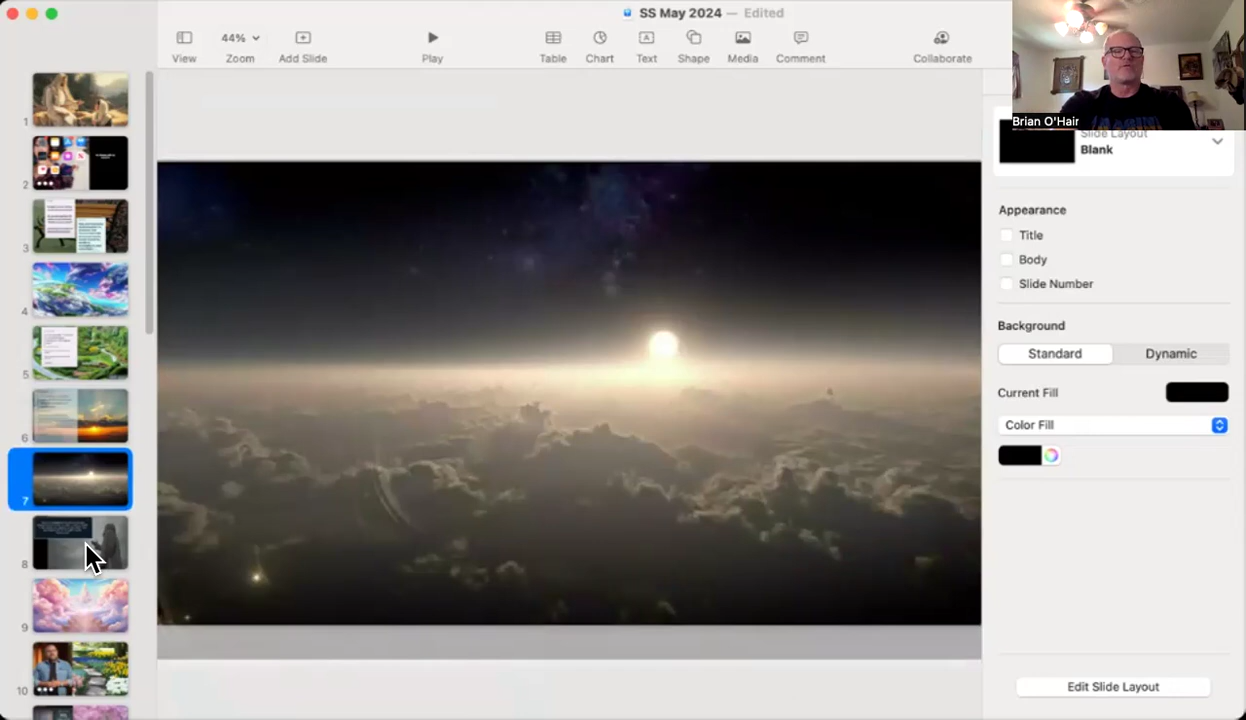 SS May 2024 — Edited
44%
View
Zoom
Add Slide
Play
Table
Chart
Text
Shape
Media
Comment
Collaborate
Brian O'Hair
Slide Layout
Blank
Appearance
Title
Body
Slide Number
Background
Standard
Dynamic
Current Fill
Color Fill
Edit Slide Layout
1
2
3
4
5
6
7
8
9
10